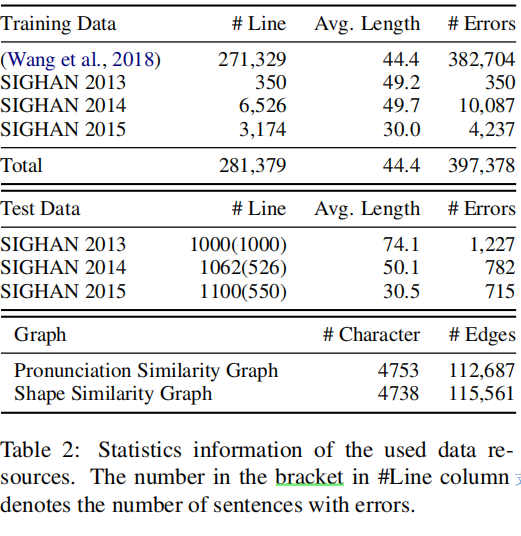 Training Data # Line Avg. Length # Errors
(Wang et al., 2018) 271,329 44.4 382,704
SIGHAN 2013 350 49.2 350
SIGHAN 2014 6,526 49.7 10,087
SIGHAN 2015 3,174 30.0 4,237
Total 281,379 44.4 397,378
Test Data # Line Avg. Length # Errors
SIGHAN 2013 1000(1000) 74.1 1,227
SIGHAN 2014 1062(526) 50.1 782
SIGHAN 2015 1100(550) 30.5 715
Graph # Character # Edges
Pronunciation Similarity Graph 4753 112,687
Shape Similarity Graph 4738 115,561
Table 2: Statistics information of the used data re-
sources. The number in the bracket in #Line column
denotes the number of sentences with errors.